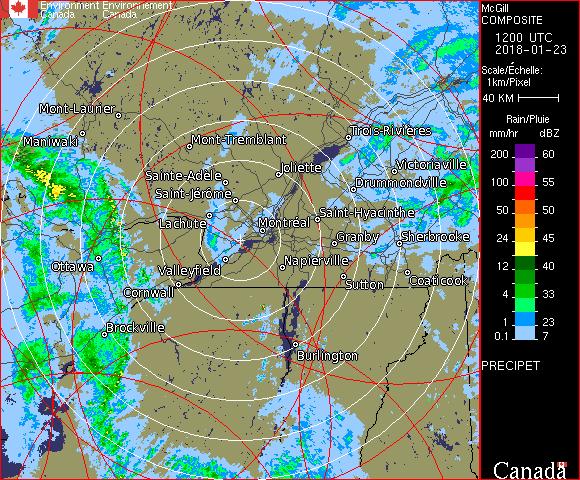 Environment Environnement
Canada Canada
McGill
COMPOSITE
1200 UTC
2018-01-23
Scale/Échelle:
1km/Pixel
40 KM
Rain/Pluie
mm/hr dBZ
200 60
100 55
50 50
24 45
12 40
4 33
1 23
0.1 7
PRECIPET
Canada
Mont-Laurier
Maniwaki
Mont-Tremblant
Trois-Rivières
Sainte-Adele
Joliette
Victoriaville
Saint-Jérôme
Drummondville
Lachute
Saint-Hyacinthe
Montréal
Granby
Sherbrooke
Ottawa
Valleyfield
Napierville
Cornwall
Sutton
Coaticook
Brockville
Burlington